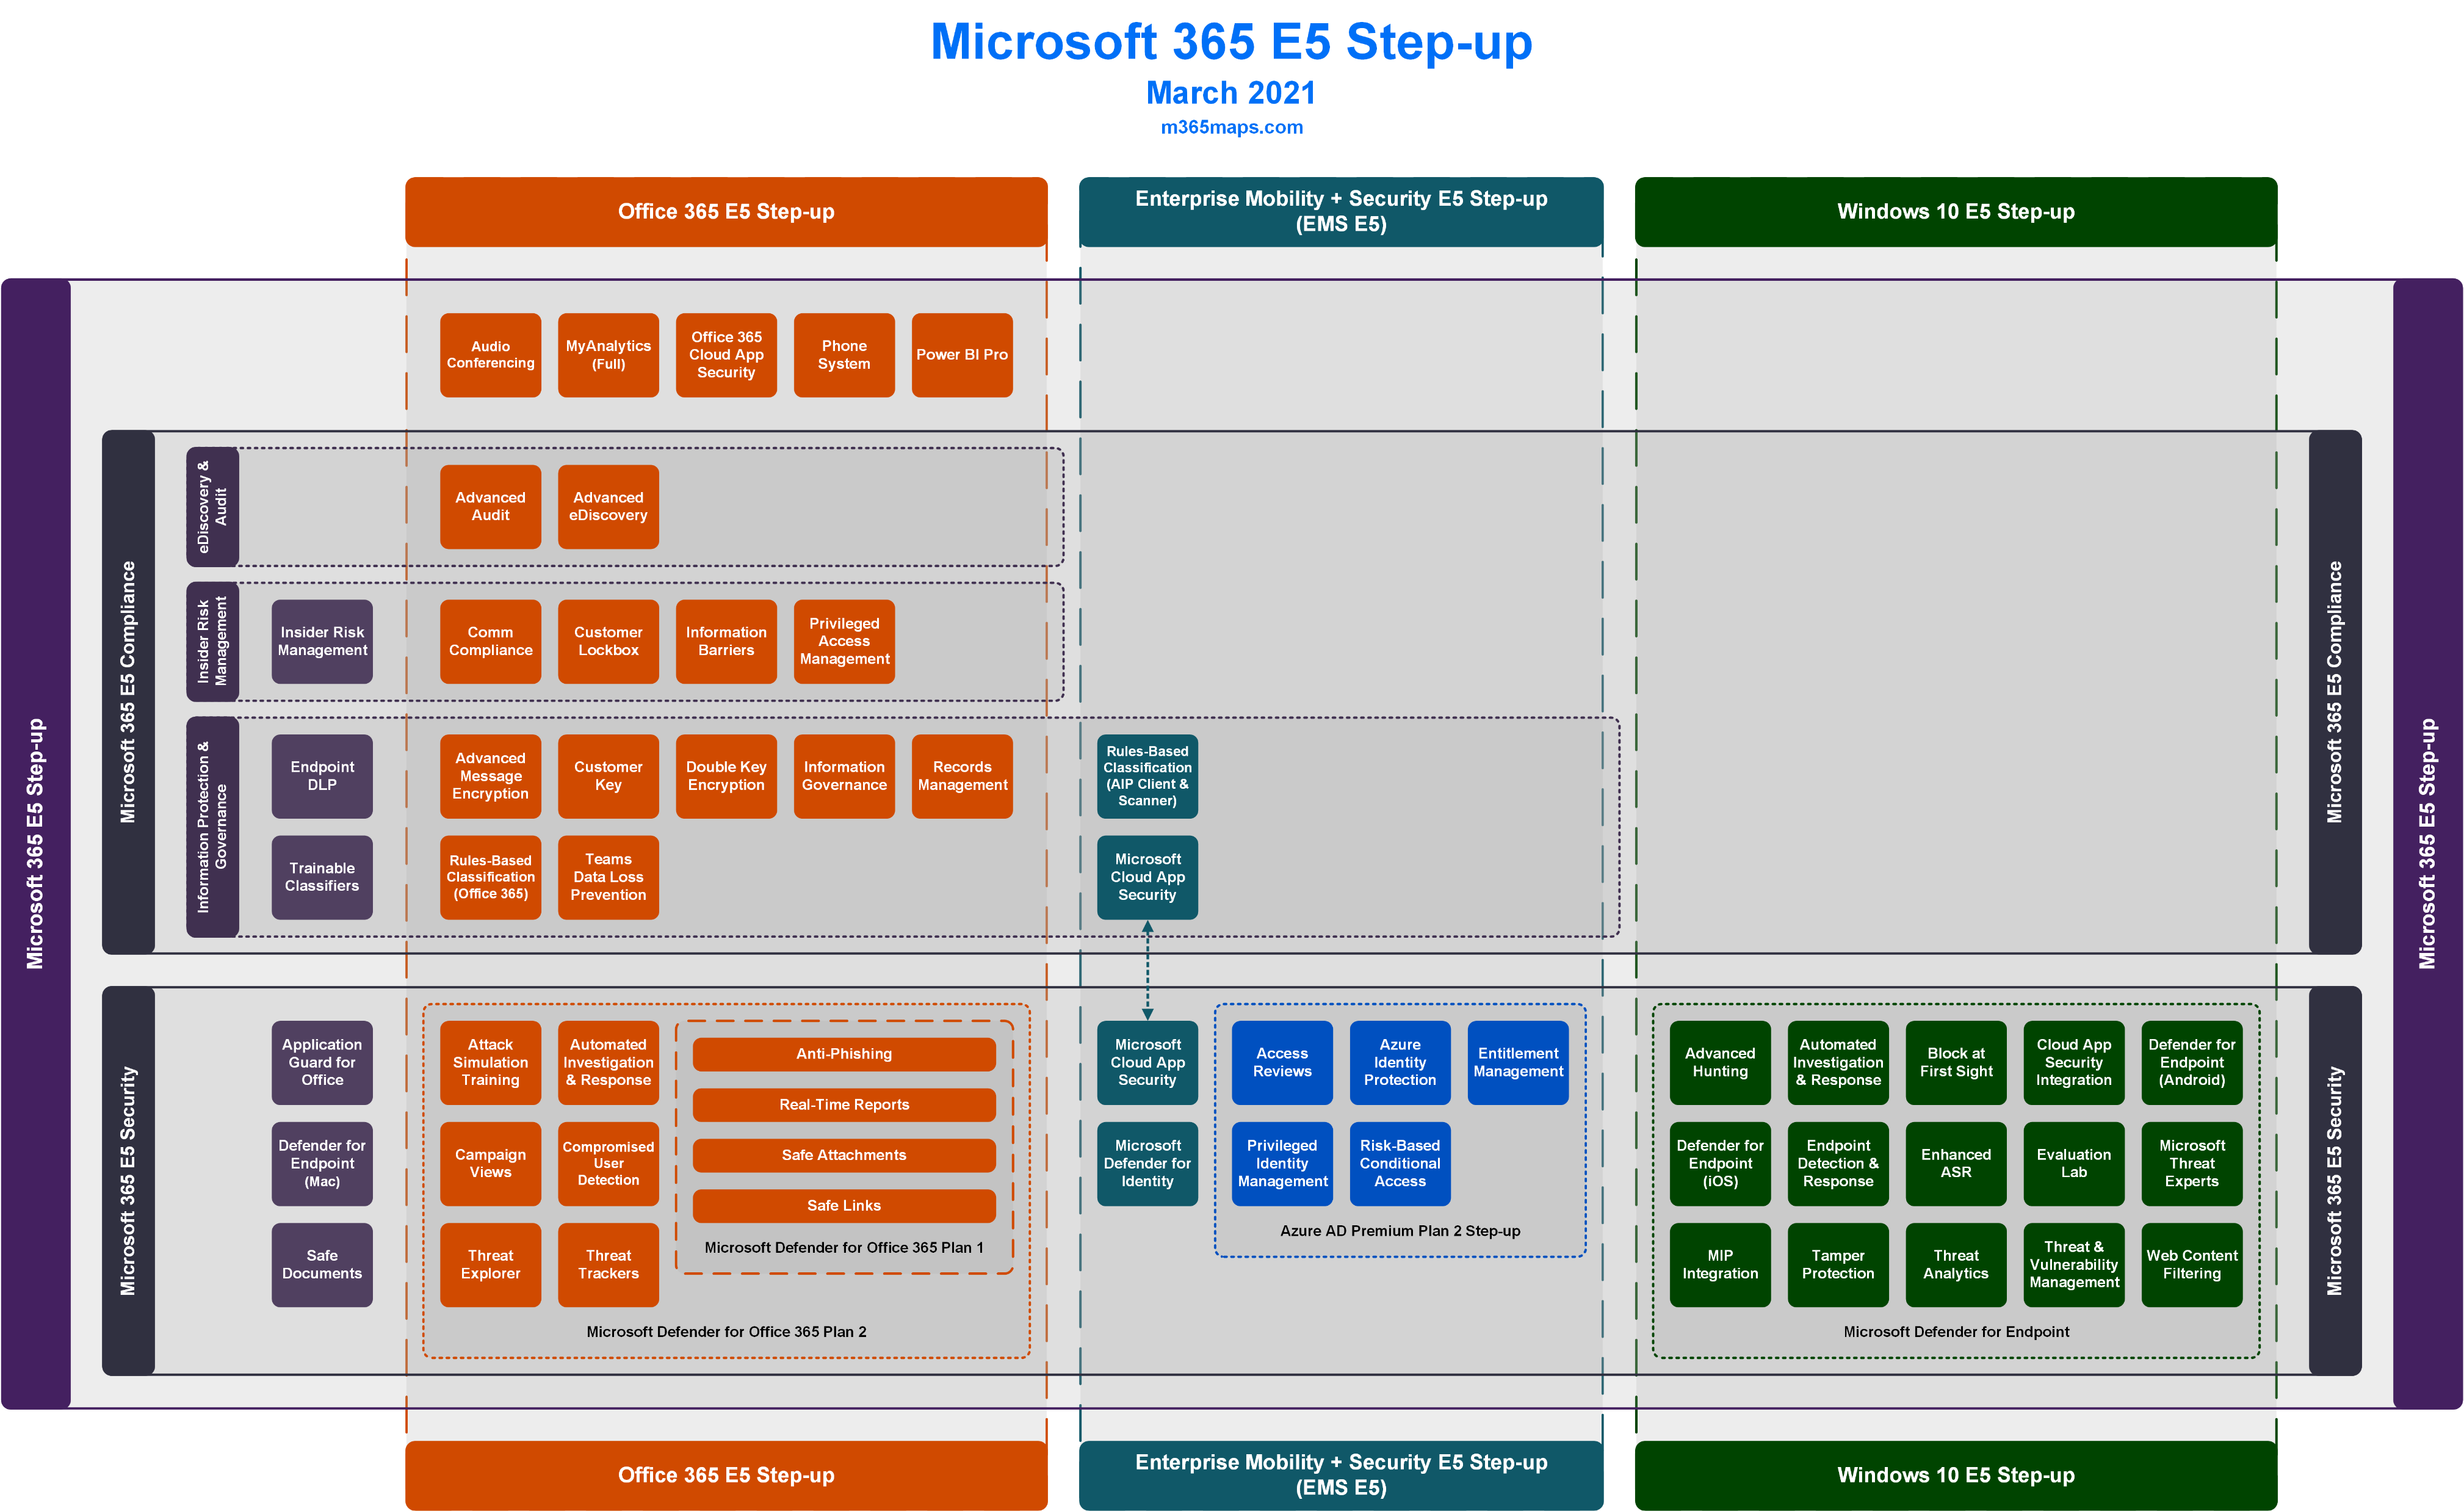 Microsoft 365 E5 Step-up
March 2021
m365maps.com
Office 365 E5 Step-up
Enterprise Mobility + Security E5 Step-up
(EMS E5)
Windows 10 E5 Step-up
Microsoft 365 E5 Step-up
Audio
Conferencing
MyAnalytics
(Full)
Office 365
Cloud App
Security
Phone
System
Power BI Pro
Microsoft 365 E5 Step-up
Microsoft 365 E5 Compliance
eDiscovery &
Audit
Advanced
Audit
Advanced
eDiscovery
Insider Risk
Management
Insider Risk
Management
Comm
Compliance
Customer
Lockbox
Information
Barriers
Privileged
Access
Management
Information Protection &
Governance
Endpoint
DLP
Advanced
Message
Encryption
Customer
Key
Double Key
Encryption
Information
Governance
Records
Management
Rules-Based
Classification
(AIP Client &
Scanner)
Trainable
Classifiers
Rules-Based
Classification
(Office 365)
Teams
Data Loss
Prevention
Microsoft
Cloud App
Security
Microsoft 365 E5 Compliance
Microsoft 365 E5 Security
Application
Guard for
Office
Attack
Simulation
Training
Automated
Investigation
& Response
Anti-Phishing
Real-Time Reports
Safe Attachments
Safe Links
Microsoft Defender for Office 365 Plan 1
Defender for
Endpoint
(Mac)
Campaign
Views
Compromised
User
Detection
Safe
Documents
Threat
Explorer
Threat
Trackers
Microsoft Defender for Office 365 Plan 2
Microsoft
Cloud App
Security
Microsoft
Defender for
Identity
Access
Reviews
Azure
Identity
Protection
Entitlement
Management
Privileged
Identity
Management
Risk-Based
Conditional
Access
Azure AD Premium Plan 2 Step-up
Advanced
Hunting
Automated
Investigation
& Response
Block at
First Sight
Cloud App
Security
Integration
Defender for
Endpoint
(Android)
Defender for
Endpoint
(iOS)
Endpoint
Detection &
Response
Enhanced
ASR
Evaluation
Lab
Microsoft
Threat
Experts
MIP
Integration
Tamper
Protection
Threat
Analytics
Threat &
Vulnerability
Management
Web Content
Filtering
Microsoft Defender for Endpoint
Microsoft 365 E5 Security
Office 365 E5 Step-up
Enterprise Mobility + Security E5 Step-up
(EMS E5)
Windows 10 E5 Step-up